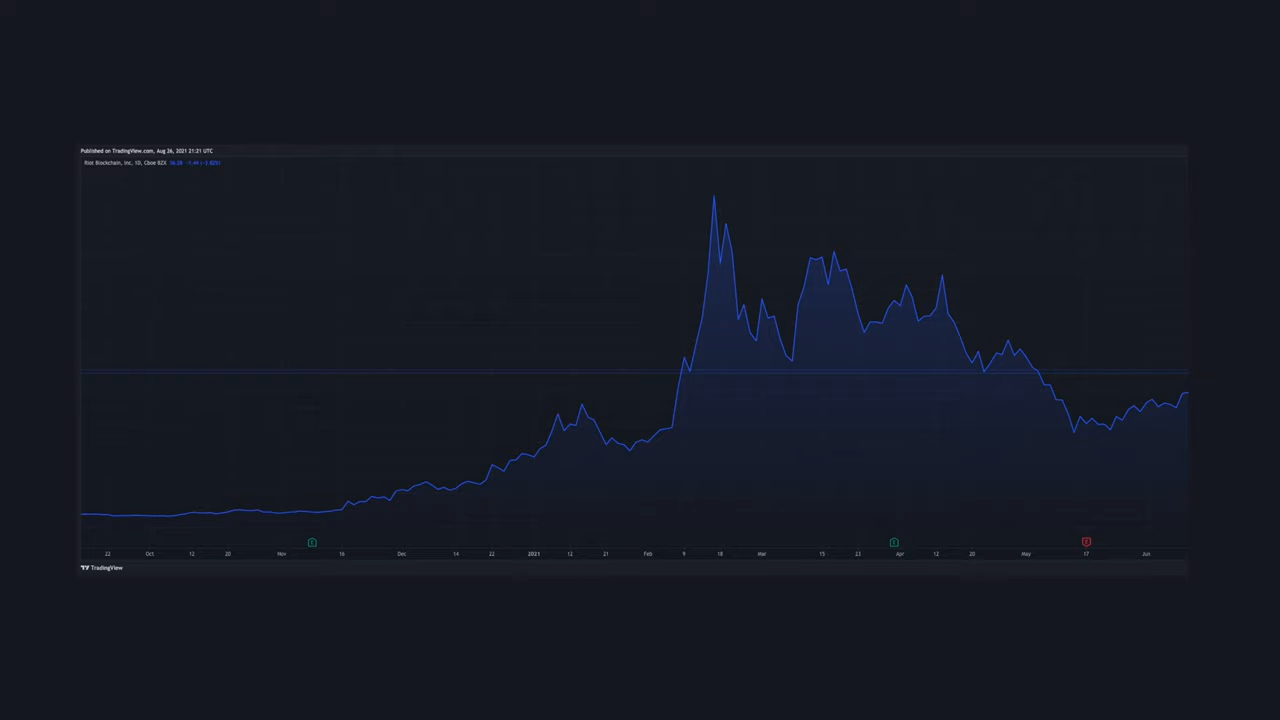 Published on TradingView.com, Aug 26, 2021 21:21 UTC
Riot Blockchain, Inc, 1D, Cboe BZX
22 Oct 12 20 Nov 16 Dec 14 22 2021 12 21 Feb 9 18 Mar 15 23 Apr 12 20 May 17 Jun
TradingView